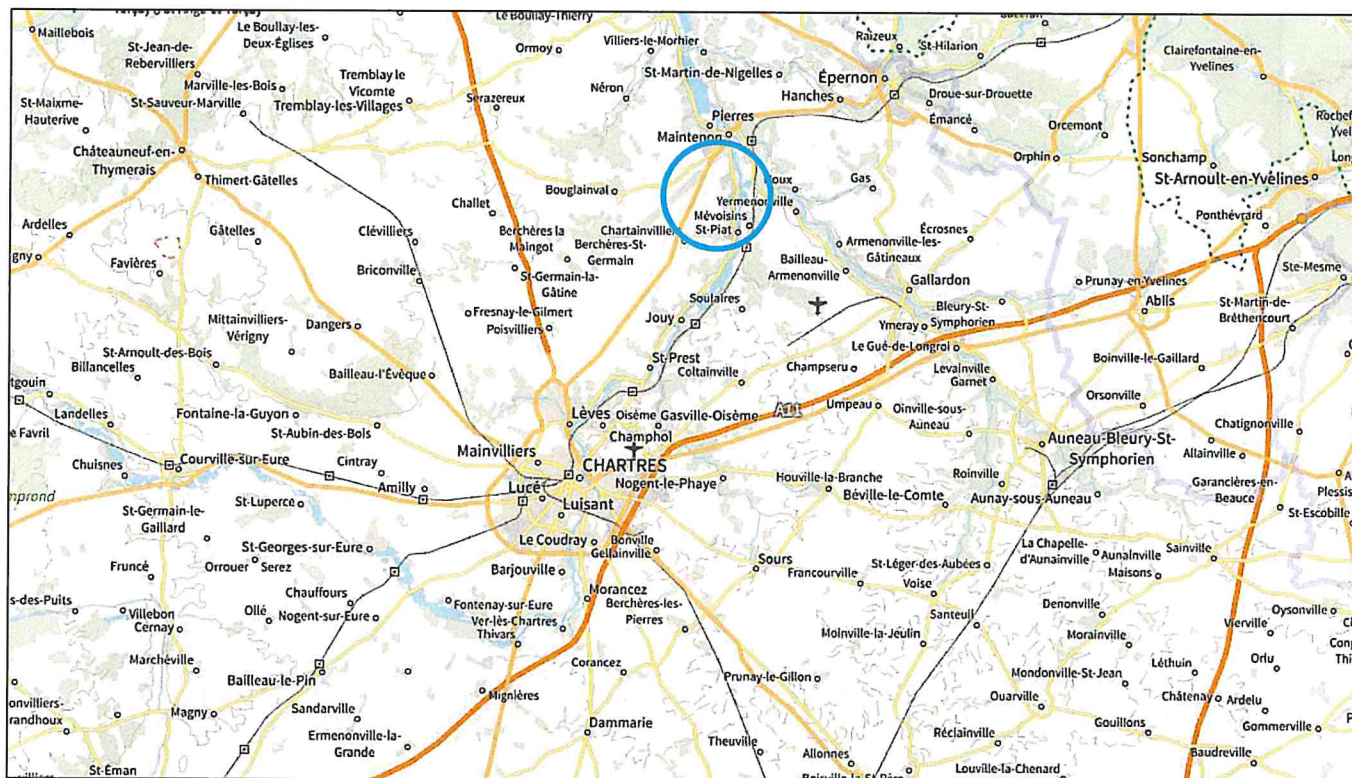 Le Boullay-les-
Deux-Églises
Le Boullay-Thierry
Maillebois
St-Jean-de-
Rebervilliers
Ormoy
Villiers-le-Morhier
Raizeux
St-Hilarion
Clairefontaine-en-
Yvelines
Marville-les-Bois
Tremblay le
Vicomte
St-Martin-de-Nigelles
Épernon
St-Maixme-
Hauterive
St-Sauveur-Marville
Tremblay-les-Villages
Serazereux
Néron
Hanches
Droue-sur-Drouette
Émancé
Pierres
Maintenon
Orcemont
Châteauneuf-en-
Thymerais
Orphin
Sonchamp
Thimert-Gâtelles
Bouglainval
Gas
St-Arnoult-en-Yvelines
Challet
Yermenonville
Mévoisins
St-Piat
Ponthévrard
Ardelles
Gâtelles
Clévilliers
Berchères la
Maingot
Chartainvilliers
Berchères-St-
Germain
Écrosnes
Armenonville-les-
Gâtineaux
Favières
Briconville
St-Germain-la-
Gâtine
Bailleau-
Armenonville
Gallardon
Prunay-en-Yvelines
Ste-Mesme
Ablis
Soulaires
Bleury-St-
Symphorien
St-Martin-de-
Bréthencourt
Mittainvilliers-
Vérigny
Dangers
Fresnay-le-Gilmert
Poisvilliers
Jouy
Ymeray
Le Gué-de-Longroi
St-Arnoult-des-Bois
Billancelles
Bailleau-l'Évêque
St-Prest
Coltainville
Champseru
Levainville
Garnet
Boinville-le-Gaillard
Landelles
Fontaine-la-Guyon
Lèves
Oisème
Gasville-Oisème
A11
Umpeau
Oinville-sous-
Auneau
Orsonville
St-Aubin-des-Bois
Champhol
Chatignonville
Mainvilliers
Auneau-Bleury-St-
Symphorien
Allainville
Chuisnes
Courville-sur-Eure
Cintray
CHARTRES
Amilly
Lucé
Nogent-le-Phaye
Houville-la-Branche
Roinville
Béville-le-Comte
Aunay-sous-Auneau
Garancières-en-
Beauce
St-Luperce
Luisant
St-Escobille
St-Germain-le-
Gaillard
St-Georges-sur-Eure
Le Coudray
Bonville
Gellainville
Sours
La Chapelle-
d'Aunainville
Aunainville
Sainville
Fruncé
Orrouer
Serez
Barjouville
Francourville
St-Léger-des-Aubées
Voise
Maisons
Chauffours
Morancez
Villebon
Cernay
Ollé
Nogent-sur-Eure
Fontenay-sur-Eure
Ver-lès-Chartres
Thivars
Berchères-les-
Pierres
Santeuil
Denonville
Oysonville
Vierville
Moinville-la-Jeulin
Morainville
Marchéville
Bailleau-le-Pin
Corancez
Prunay-le-Gillon
Mondonville-St-Jean
Léthuin
Orlu
Magny
Sandarville
Mignières
Ouarville
Châtenay
Ardelu
Dammarie
Gouillons
Gommerville
Ermenonville-la-
Grande
Theuville
Allonnes
Réclainville
Baudreville
St-Éman
Louville-la-Chenard